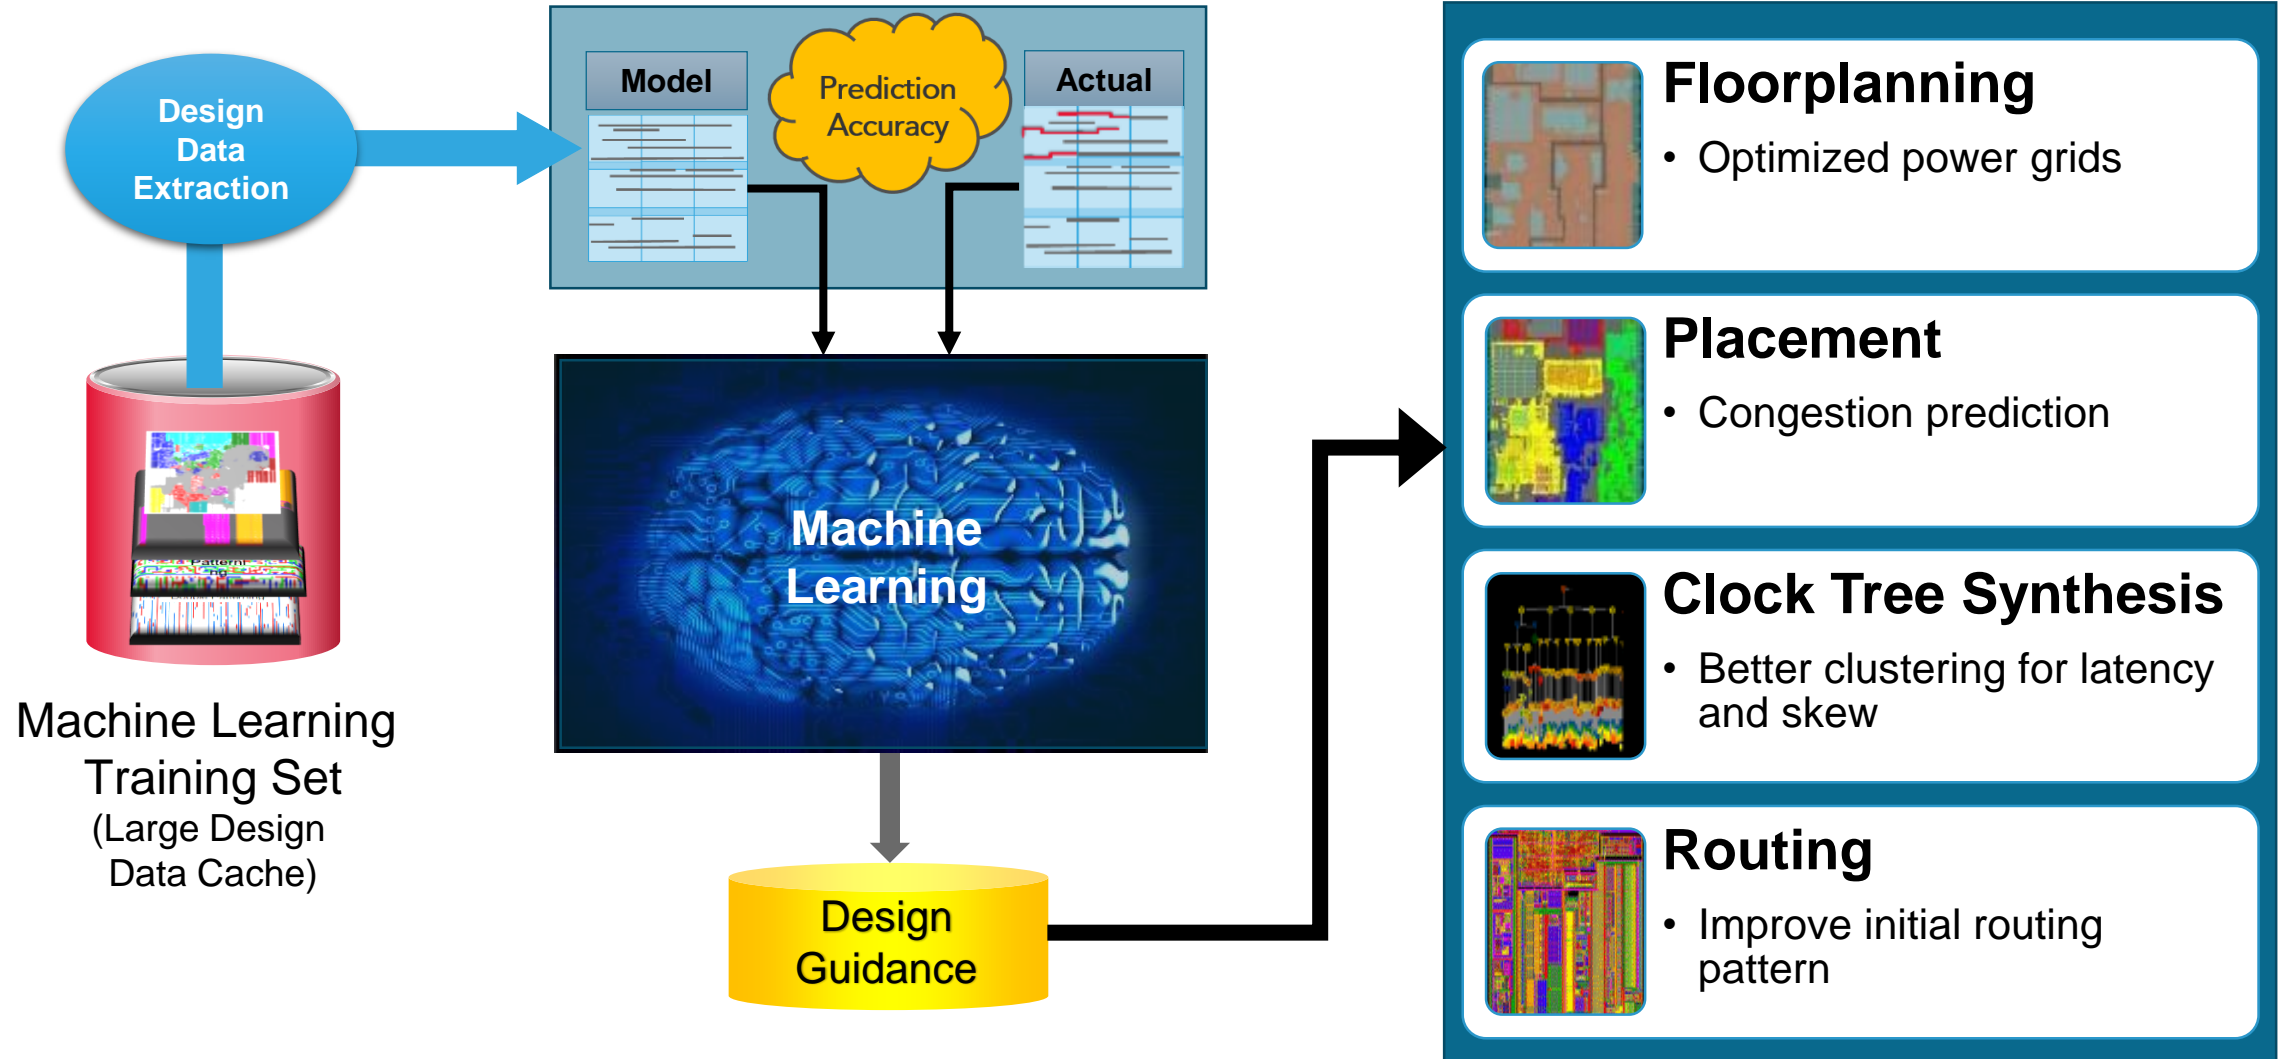 Design
Data
Extraction
Model
Prediction
Accuracy
Actual
Machine
Learning
Design
Guidance
Patterni
ng
Machine Learning
Training Set
(Large Design
Data Cache)
Floorplanning
• Optimized power grids
Placement
• Congestion prediction
Clock Tree Synthesis
• Better clustering for latency
and skew
Routing
• Improve initial routing
pattern